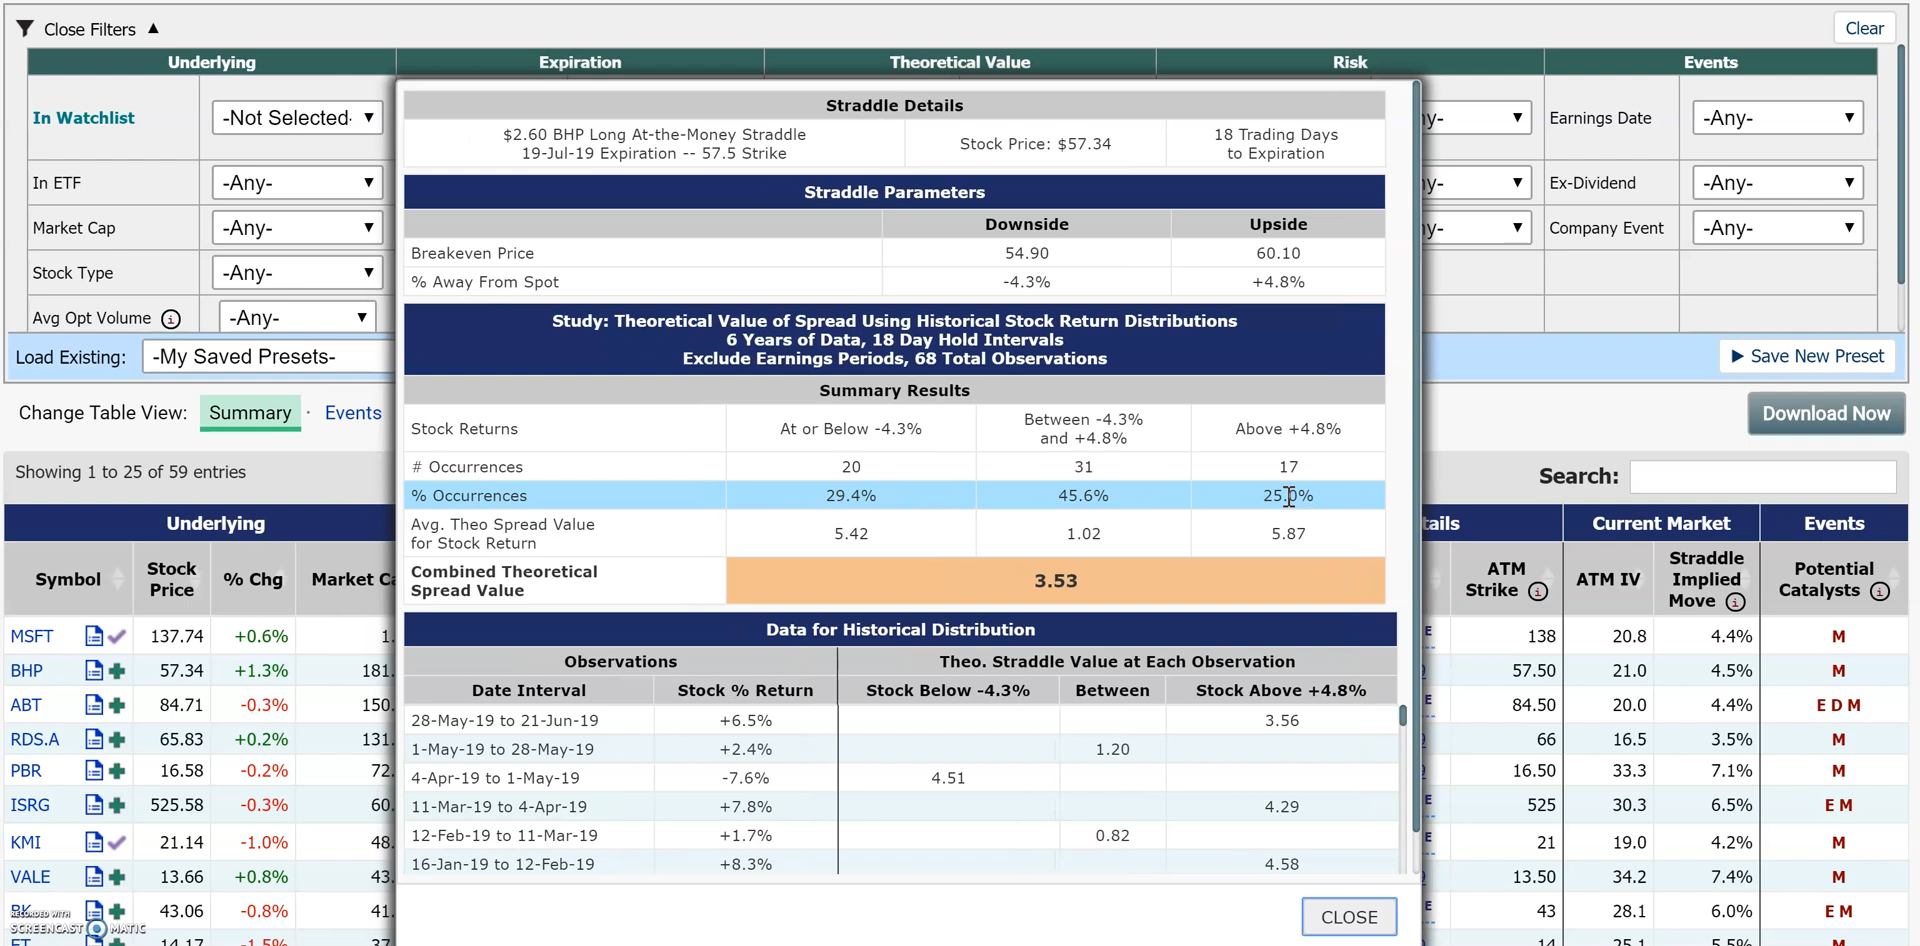 Close Filters ▲
Clear
Underlying Expiration Theoretical Value Risk Events
In Watchlist -Not Selected-
Earnings Date -Any-
In ETF -Any-
Ex-Dividend -Any-
Market Cap -Any-
Company Event -Any-
Stock Type -Any-
Avg Opt Volume i -Any-
Load Existing: -My Saved Presets-
Save New Preset
Change Table View: Summary · Events
Download Now
Showing 1 to 25 of 59 entries
Search:
Straddle Details
$2.60 BHP Long At-the-Money Straddle
19-Jul-19 Expiration -- 57.5 Strike
Stock Price: $57.34
18 Trading Days
to Expiration
Straddle Parameters
Downside Upside
Breakeven Price 54.90 60.10
% Away From Spot -4.3% +4.8%
Study: Theoretical Value of Spread Using Historical Stock Return Distributions
6 Years of Data, 18 Day Hold Intervals
Exclude Earnings Periods, 68 Total Observations
Summary Results
Stock Returns At or Below -4.3% Between -4.3% and +4.8% Above +4.8%
# Occurrences 20 31 17
% Occurrences 29.4% 45.6% 25.0%
Avg. Theo Spread Value
for Stock Return 5.42 1.02 5.87
Combined Theoretical
Spread Value 3.53
Data for Historical Distribution
Observations Theo. Straddle Value at Each Observation
Date Interval Stock % Return Stock Below -4.3% Between Stock Above +4.8%
28-May-19 to 21-Jun-19 +6.5% 3.56
1-May-19 to 28-May-19 +2.4% 1.20
4-Apr-19 to 1-May-19 -7.6% 4.51
11-Mar-19 to 4-Apr-19 +7.8% 4.29
12-Feb-19 to 11-Mar-19 +1.7% 0.82
16-Jan-19 to 12-Feb-19 +8.3% 4.58
CLOSE
Underlying Current Market Events
Symbol Stock Price % Chg ATM Strike i ATM IV Straddle Implied Move i Potential Catalysts i
MSFT 137.74 +0.6% 138 20.8 4.4% M
BHP 57.34 +1.3% 57.50 21.0 4.5% M
ABT 84.71 -0.3% 84.50 20.0 4.4% E D M
RDS.A 65.83 +0.2% 66 16.5 3.5% M
PBR 16.58 -0.2% 16.50 33.3 7.1% M
ISRG 525.58 -0.3% 525 30.3 6.5% E M
KMI 21.14 -1.0% 21 19.0 4.2% M
VALE 13.66 +0.8% 13.50 34.2 7.4% M
BK 43.06 -0.8% 43 28.1 6.0% E M
RECORDED WITH
SCREENCAST MATIC